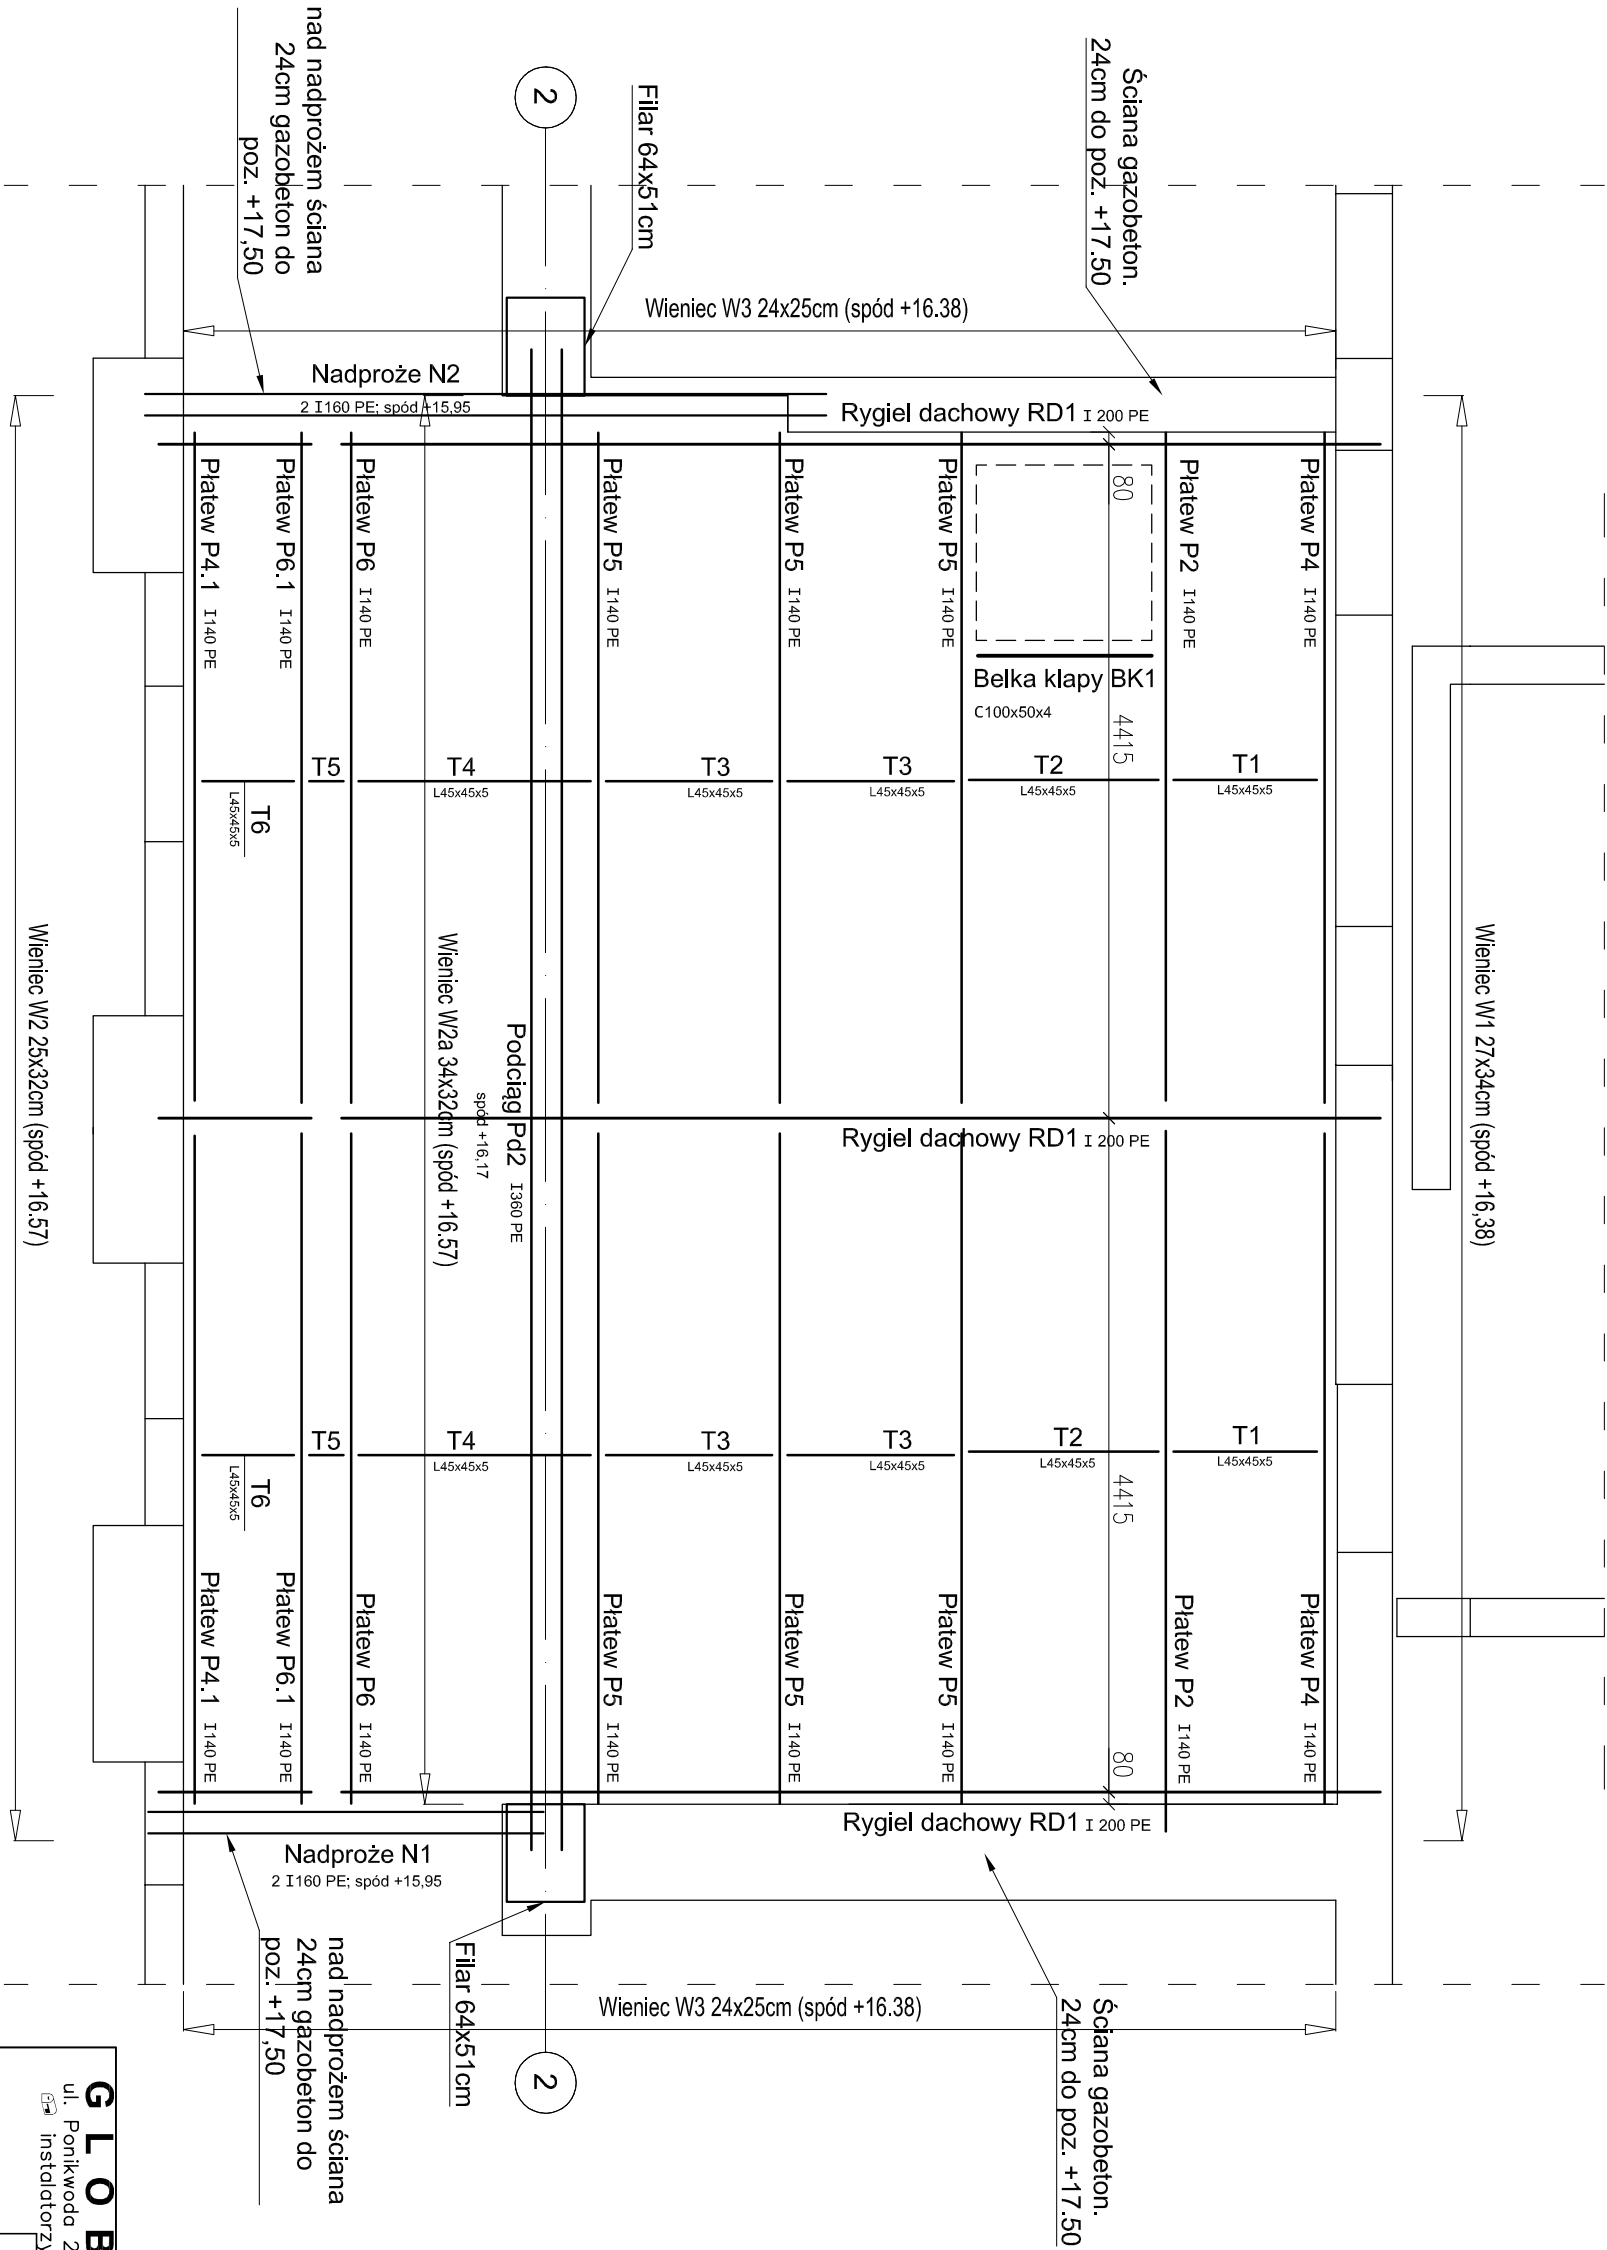 nad nadprożem ściana
24cm gazobeton do
poz. +17,50
2
Filar 64x51cm
Ściana gazobeton.
24cm do poz. +17.50
Wieniec W3 24x25cm (spód +16.38)
Nadproże N2
2 I160 PE; spód +15,95
Rygiel dachowy RD1 I 200 PE
Płatew P4.1 I140 PE
Płatew P6.1 I140 PE
Płatew P6 I140 PE
Płatew P5 I140 PE
Płatew P5 I140 PE
Płatew P5 I140 PE
80
Płatew P2 I140 PE
Płatew P4 I140 PE
Belka klapy BK1
C100x50x4
4415
T5
T4
L45x45x5
T3
L45x45x5
T3
L45x45x5
T2
L45x45x5
T1
L45x45x5
T6
L45x45x5
Wieniec W2 25x32cm (spód +16.57)
Wieniec W2a 34x32cm (spód +16.57)
Podciąg Pd2 I360 PE
spód +16,17
Wieniec W1 27x34cm (spód +16,38)
Rygiel dachowy RD1 I 200 PE
T5
T4
L45x45x5
T3
L45x45x5
T3
L45x45x5
T2
L45x45x5
T1
L45x45x5
T6
L45x45x5
4415
Płatew P4.1 I140 PE
Płatew P6.1 I140 PE
Płatew P6 I140 PE
Płatew P5 I140 PE
Płatew P5 I140 PE
Płatew P5 I140 PE
80
Płatew P2 I140 PE
Płatew P4 I140 PE
Rygiel dachowy RD1 I 200 PE
Nadproże N1
2 I160 PE; spód +15,95
nad nadprożem ściana
24cm gazobeton do
poz. +17,50
Filar 64x51cm
Wieniec W3 24x25cm (spód +16.38)
Ściana gazobeton.
24cm do poz. +17.50
2
G L O B
ul. Ponikwoda 2
instalatorzy